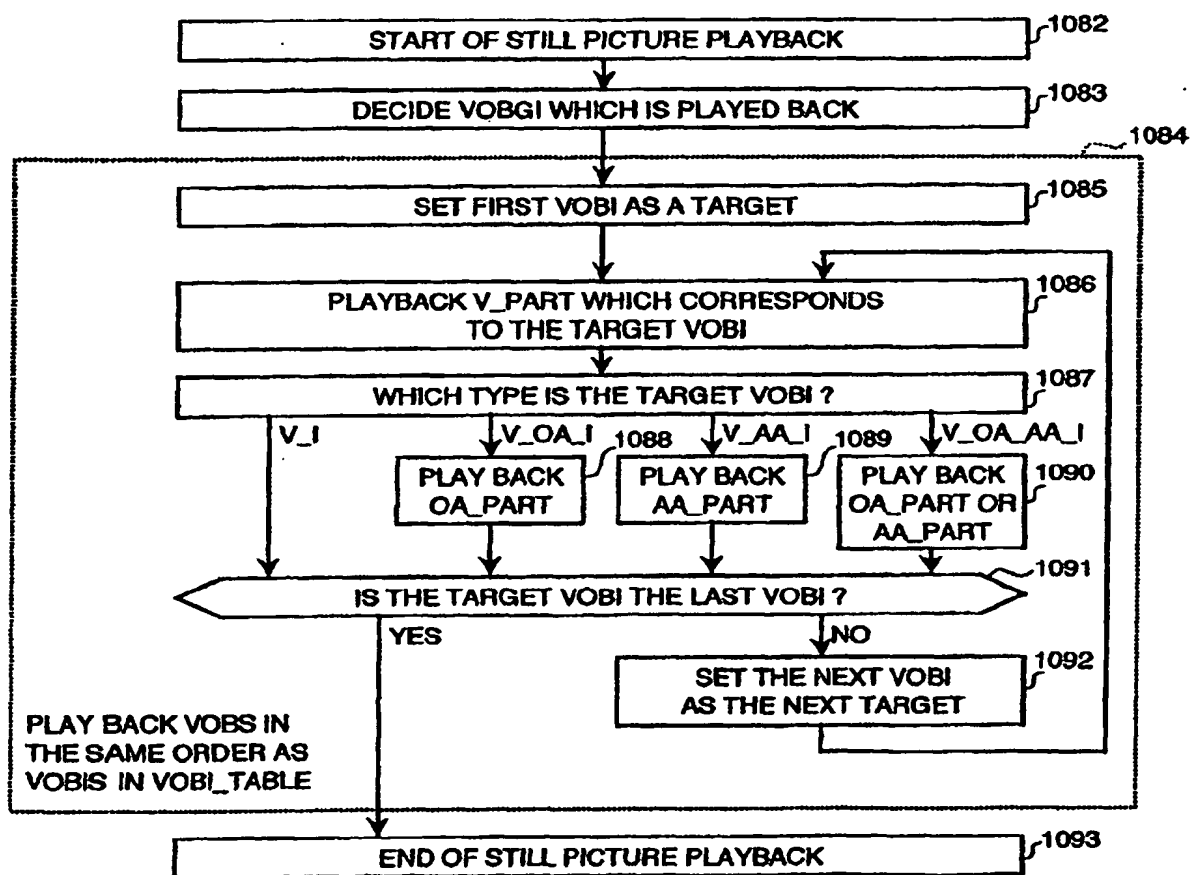 START OF STILL PICTURE PLAYBACK
1082
DECIDE VOBGI WHICH IS PLAYED BACK
1083
1084
SET FIRST VOBI AS A TARGET
1085
PLAYBACK V_PART WHICH CORRESPONDS
TO THE TARGET VOBI
1086
WHICH TYPE IS THE TARGET VOBI ?
1087
V_I
V_OA_I
1088
V_AA_I
1089
V_OA_AA_I
PLAY BACK
OA_PART
PLAY BACK
AA_PART
PLAY BACK
OA_PART OR
AA_PART
1090
IS THE TARGET VOBI THE LAST VOBI ?
1091
YES
NO
SET THE NEXT VOBI
AS THE NEXT TARGET
1092
PLAY BACK VOBS IN
THE SAME ORDER AS
VOBIS IN VOBI_TABLE
END OF STILL PICTURE PLAYBACK
1093